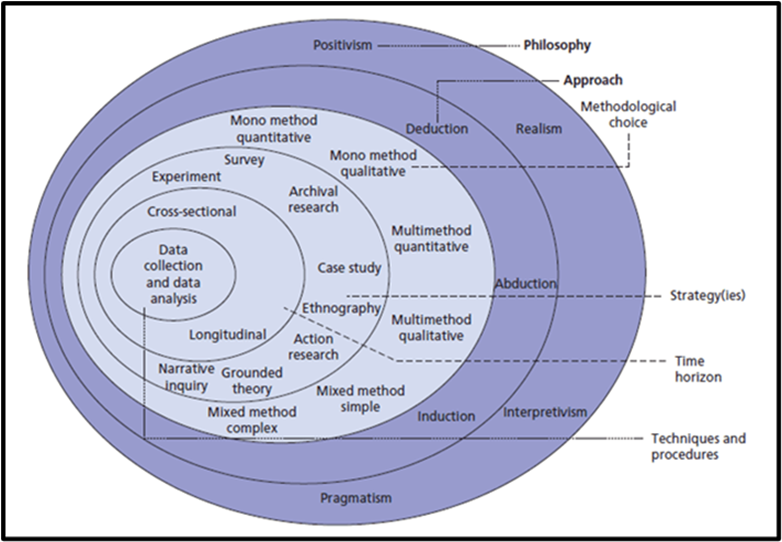 Positivism
Philosophy
Approach
Methodological
choice
Mono method
quantitative
Deduction
Realism
Survey
Mono method
qualitative
Experiment
Archival
research
Cross-sectional
Multimethod
quantitative
Data
collection
and data
analysis
Case study
Abduction
Strategy(ies)
Ethnography
Multimethod
qualitative
Longitudinal
Action
research
Time
horizon
Narrative
inquiry
Grounded
theory
Mixed method
simple
Mixed method
complex
Induction
Interpretivism
Techniques and
procedures
Pragmatism